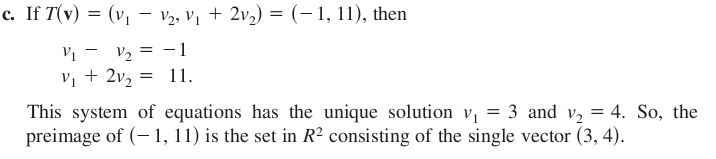 c. If T(v) = (v₁ − v₂, v₁ + 2v₂) = (−1, 11), then
v₁ − v₂ = −1
v₁ + 2v₂ = 11.
This system of equations has the unique solution v₁ = 3 and v₂ = 4. So, the
preimage of (−1, 11) is the set in R² consisting of the single vector (3, 4).